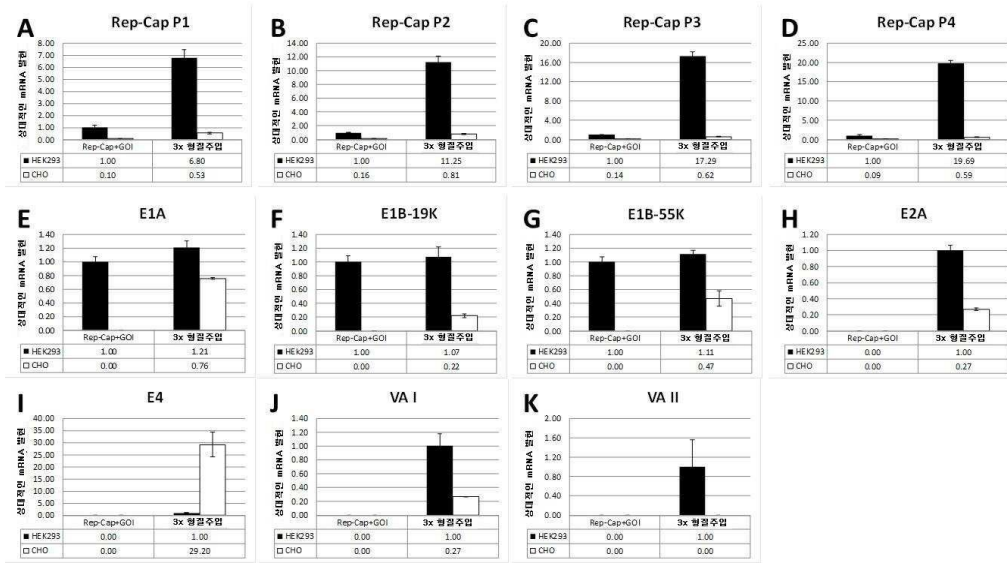 A Rep-Cap P1
상대적인 mRNA 발현
8.00
7.00
6.00
5.00
4.00
3.00
2.00
1.00
0.00
Rep-Cap+GOI 3x 형질주입
HEK293 1.00 6.80
CHO 0.10 0.53
B Rep-Cap P2
상대적인 mRNA 발현
14.00
12.00
10.00
8.00
6.00
4.00
2.00
0.00
Rep-Cap+GOI 3x 형질주입
HEK293 1.00 11.25
CHO 0.16 0.81
C Rep-Cap P3
상대적인 mRNA 발현
20.00
16.00
12.00
8.00
4.00
0.00
Rep-Cap+GOI 3x 형질주입
HEK293 1.00 17.29
CHO 0.14 0.62
D Rep-Cap P4
상대적인 mRNA 발현
25.00
20.00
15.00
10.00
5.00
0.00
Rep-Cap+GOI 3x 형질주입
HEK293 1.00 19.69
CHO 0.09 0.59
E E1A
상대적인 mRNA 발현
1.40
1.20
1.00
0.80
0.60
0.40
0.20
0.00
Rep-Cap+GOI 3x 형질주입
HEK293 1.00 1.21
CHO 0.00 0.76
F E1B-19K
상대적인 mRNA 발현
1.40
1.20
1.00
0.80
0.60
0.40
0.20
0.00
Rep-Cap+GOI 3x 형질주입
HEK293 1.00 1.07
CHO 0.00 0.22
G E1B-55K
상대적인 mRNA 발현
1.40
1.20
1.00
0.80
0.60
0.40
0.20
0.00
Rep-Cap+GOI 3x 형질주입
HEK293 1.00 1.11
CHO 0.00 0.47
H E2A
상대적인 mRNA 발현
1.20
1.00
0.80
0.60
0.40
0.20
0.00
Rep-Cap+GOI 3x 형질주입
HEK293 0.00 1.00
CHO 0.00 0.27
I E4
상대적인 mRNA 발현
40.00
35.00
30.00
25.00
20.00
15.00
10.00
5.00
0.00
Rep-Cap+GOI 3x 형질주입
HEK293 0.00 1.00
CHO 0.00 29.20
J VA I
상대적인 mRNA 발현
1.40
1.20
1.00
0.80
0.60
0.40
0.20
0.00
Rep-Cap+GOI 3x 형질주입
HEK293 0.00 1.00
CHO 0.00 0.27
K VA II
상대적인 mRNA 발현
2.00
1.60
1.20
0.80
0.40
0.00
Rep-Cap+GOI 3x 형질주입
HEK293 0.00 1.00
CHO 0.00 0.00